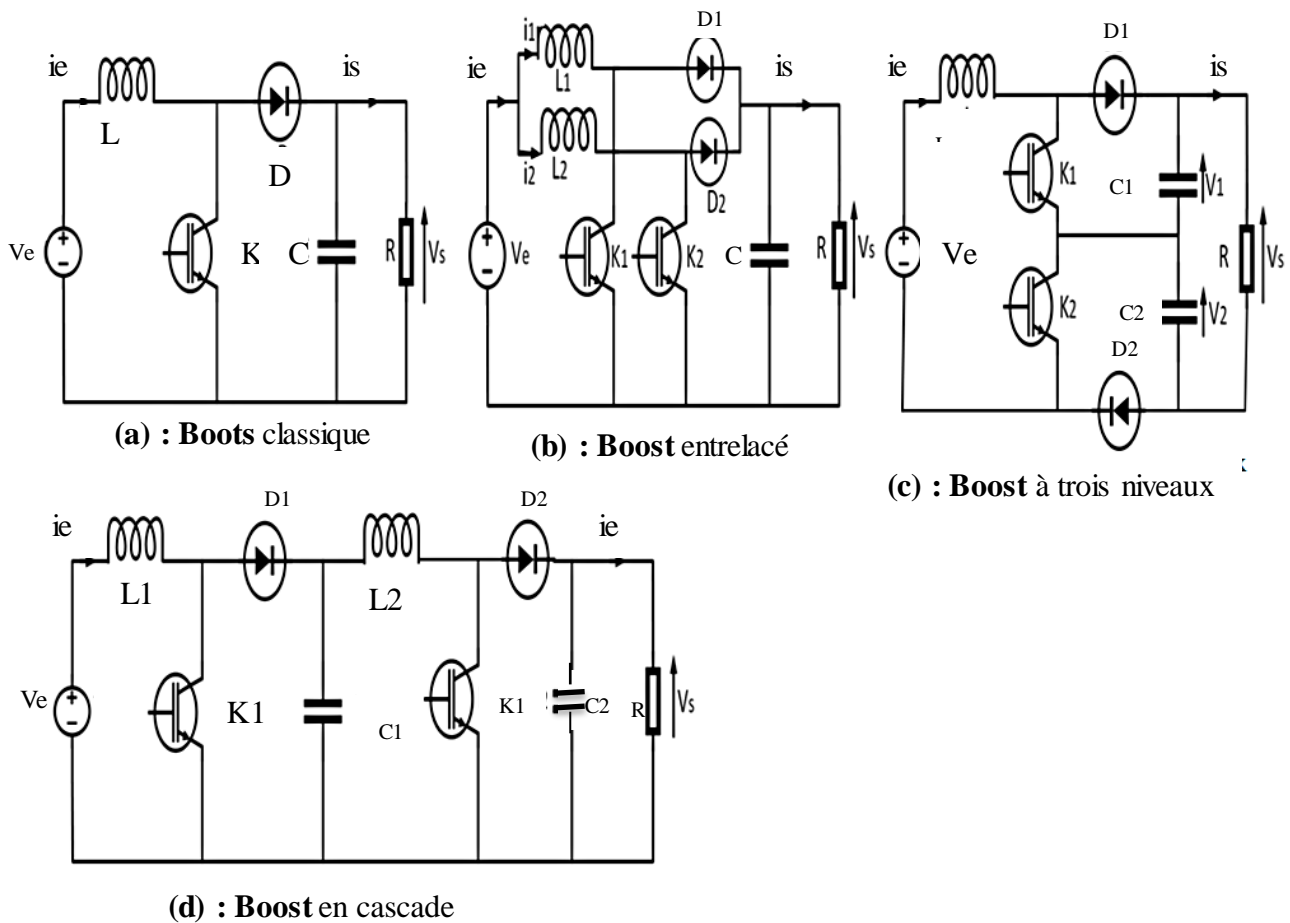 ie
L
D
is
Ve
K
C
R
Vs
(a) : Boots classique
ie
i1
L1
i2
L2
D1
D2
is
Ve
K1
K2
C
R
Vs
(b) : Boost entrelacé
ie
D1
is
Ve
K1
C1
V1
K2
C2
V2
D2
R
Vs
(c) : Boost à trois niveaux
ie
L1
D1
L2
D2
ie
Ve
K1
C1
K1
C2
R
Vs
(d) : Boost en cascade